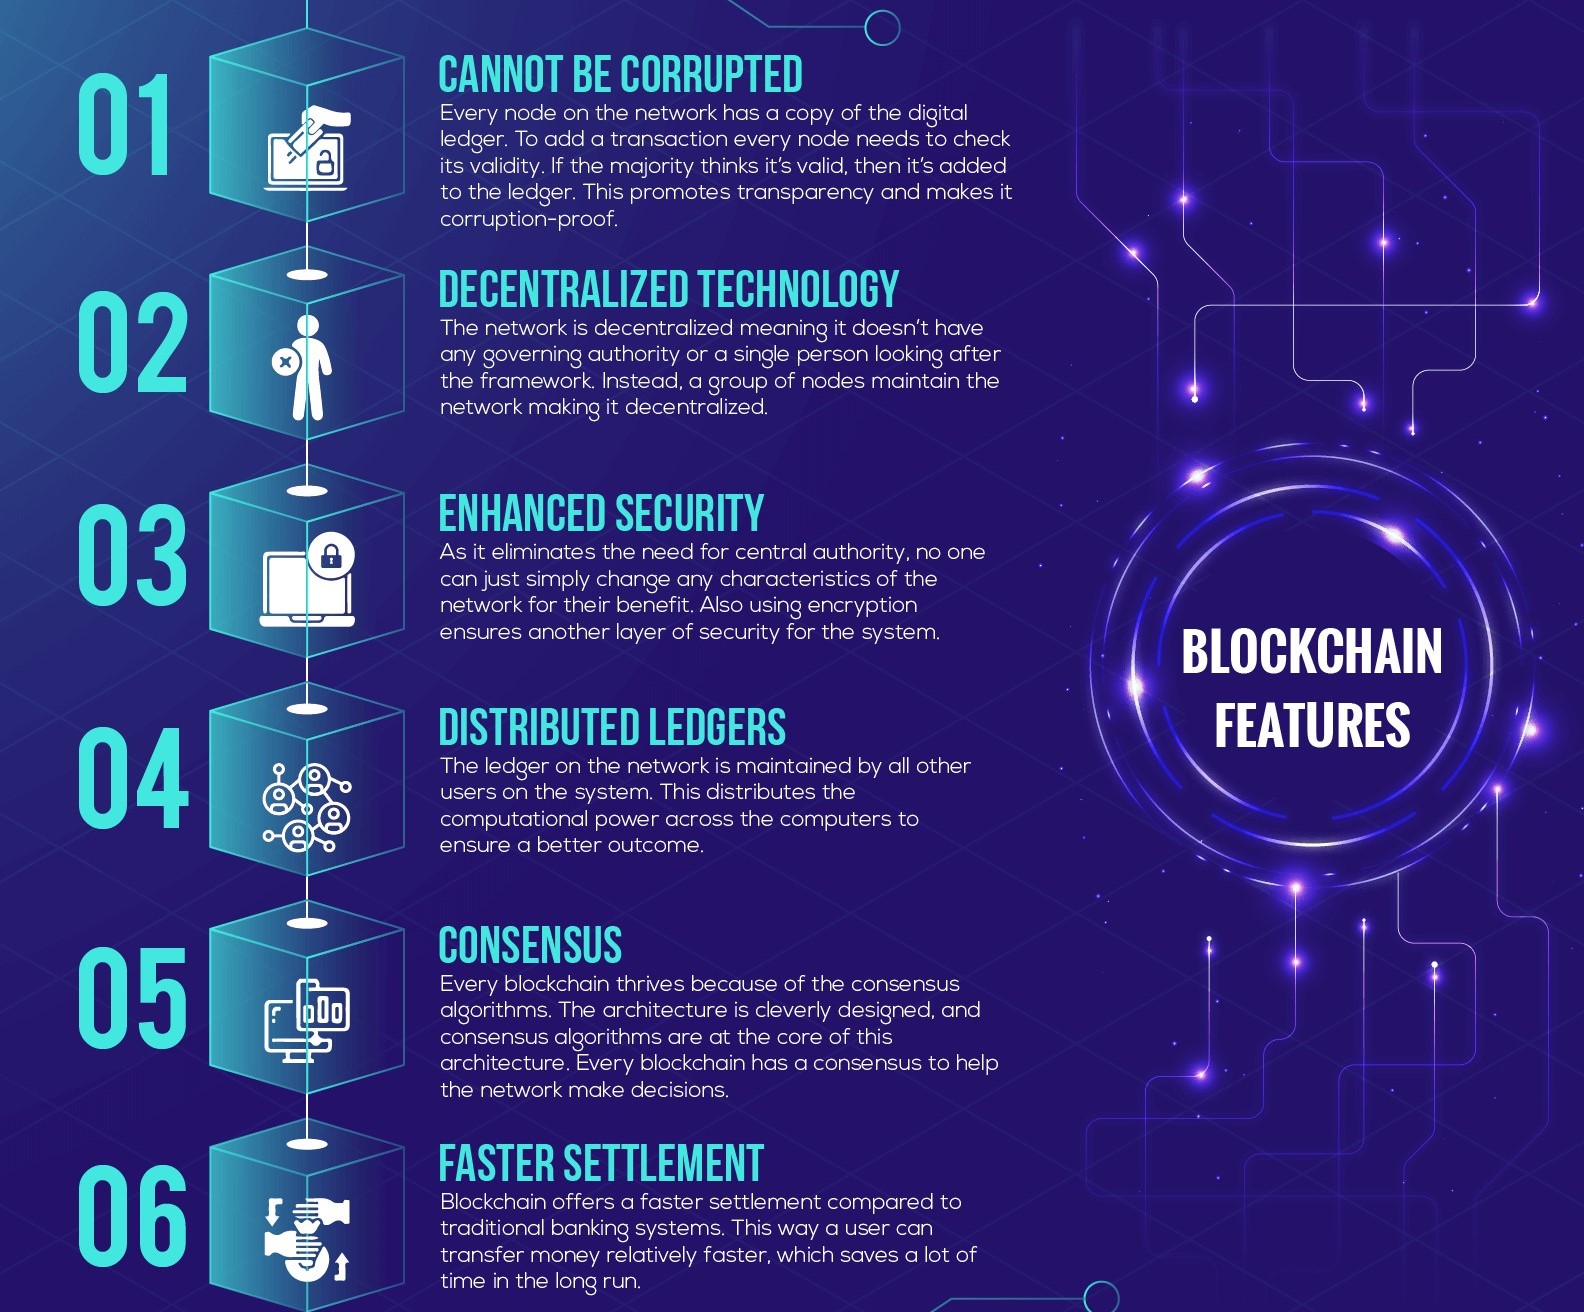 01
CANNOT BE CORRUPTED
Every node on the network has a copy of the digital
ledger. To add a transaction every node needs to check
its validity. If the majority thinks it's valid, then it's added
to the ledger. This promotes transparency and makes it
corruption-proof.
02
DECENTRALIZED TECHNOLOGY
The network is decentralized meaning it doesn't have
any governing authority or a single person looking after
the framework. Instead, a group of nodes maintain the
network making it decentralized.
03
ENHANCED SECURITY
As it eliminates the need for central authority, no one
can just simply change any characteristics of the
network for their benefit. Also using encryption
ensures another layer of security for the system.
04
DISTRIBUTED LEDGERS
The ledger on the network is maintained by all other
users on the system. This distributes the
computational power across the computers to
ensure a better outcome.
05
CONSENSUS
Every blockchain thrives because of the consensus
algorithms. The architecture is cleverly designed, and
consensus algorithms are at the core of this
architecture. Every blockchain has a consensus to help
the network make decisions.
06
FASTER SETTLEMENT
Blockchain offers a faster settlement compared to
traditional banking systems. This way a user can
transfer money relatively faster, which saves a lot of
time in the long run.
BLOCKCHAIN
FEATURES